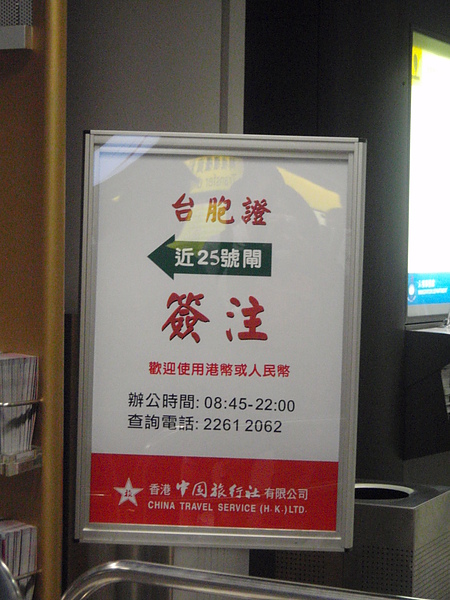 台胞證
近25號閘
簽注
歡迎使用港幣或人民幣
辦公時間: 08:45-22:00
查詢電話: 2261 2062
香港中国旅行社有限公司
CHINA TRAVEL SERVICE (H.K.) LTD.